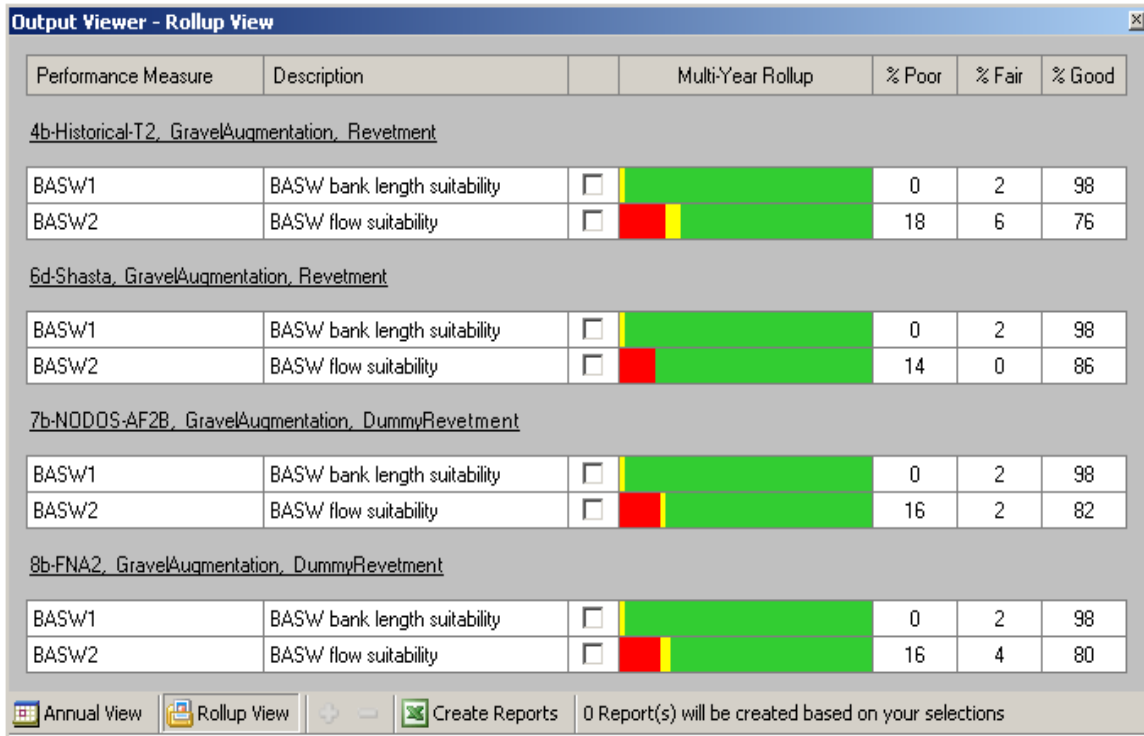 Output Viewer - Rollup View
Performance Measure Description Multi-Year Rollup % Poor % Fair % Good
4b-Historical-T2, GravelAugmentation, Revetment
BASW1 BASW bank length suitability 0 2 98
BASW2 BASW flow suitability 18 6 76
6d-Shasta, GravelAugmentation, Revetment
BASW1 BASW bank length suitability 0 2 98
BASW2 BASW flow suitability 14 0 86
7b-NODOS-AF2B, GravelAugmentation, DummyRevetment
BASW1 BASW bank length suitability 0 2 98
BASW2 BASW flow suitability 16 2 82
8b-FNA2, GravelAugmentation, DummyRevetment
BASW1 BASW bank length suitability 0 2 98
BASW2 BASW flow suitability 16 4 80
Annual View Rollup View Create Reports 0 Report(s) will be created based on your selections